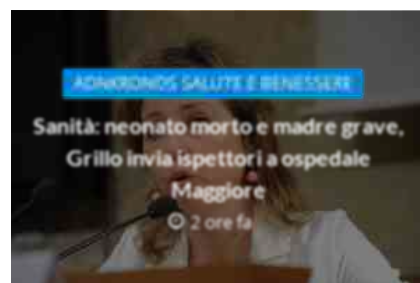 ADNKRONOS SALUTE E BENESSERE
Sanità: neonato morto e madre grave,
Grillo invia ispettori a ospedale
Maggiore
2 ore fa